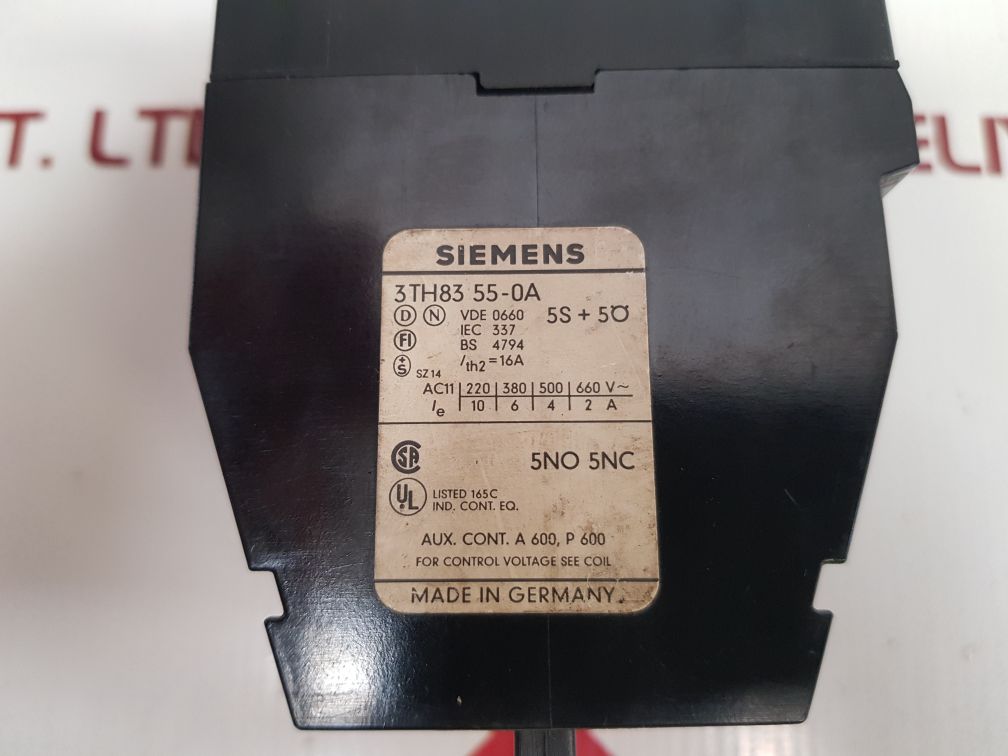 T. LTD
ELIV
SIEMENS
3TH83 55-0A
D N VDE 0660 5S + 5Ö
IEC 337
FI BS 4794
+S SZ 14 Ith2 = 16A
AC11 220 380 500 660 V~
Ie 10 6 4 2 A
SA 5NO 5NC
UL LISTED 165C
IND. CONT. EQ.
AUX. CONT. A 600, P 600
FOR CONTROL VOLTAGE SEE COIL
MADE IN GERMANY.